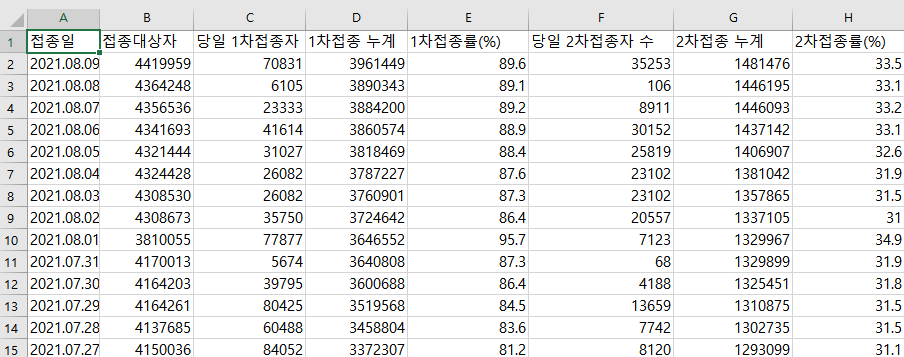 A B C D E F G H
1 접종일 접종대상자 당일 1차접종자 1차접종 누계 1차접종률(%) 당일 2차접종자 수 2차접종 누계 2차접종률(%)
2 2021.08.09 4419959 70831 3961449 89.6 35253 1481476 33.5
3 2021.08.08 4364248 6105 3890343 89.1 106 1446195 33.1
4 2021.08.07 4356536 23333 3884200 89.2 8911 1446093 33.2
5 2021.08.06 4341693 41614 3860574 88.9 30152 1437142 33.1
6 2021.08.05 4321444 31027 3818469 88.4 25819 1406907 32.6
7 2021.08.04 4324428 26082 3787227 87.6 23102 1381042 31.9
8 2021.08.03 4308530 26082 3760901 87.3 23102 1357865 31.5
9 2021.08.02 4308673 35750 3724642 86.4 20557 1337105 31
10 2021.08.01 3810055 77877 3646552 95.7 7123 1329967 34.9
11 2021.07.31 4170013 5674 3640808 87.3 68 1329899 31.9
12 2021.07.30 4164203 39795 3600688 86.4 4188 1325451 31.8
13 2021.07.29 4164261 80425 3519568 84.5 13659 1310875 31.5
14 2021.07.28 4137685 60488 3458804 83.6 7742 1302735 31.5
15 2021.07.27 4150036 84052 3372307 81.2 8120 1293099 31.1